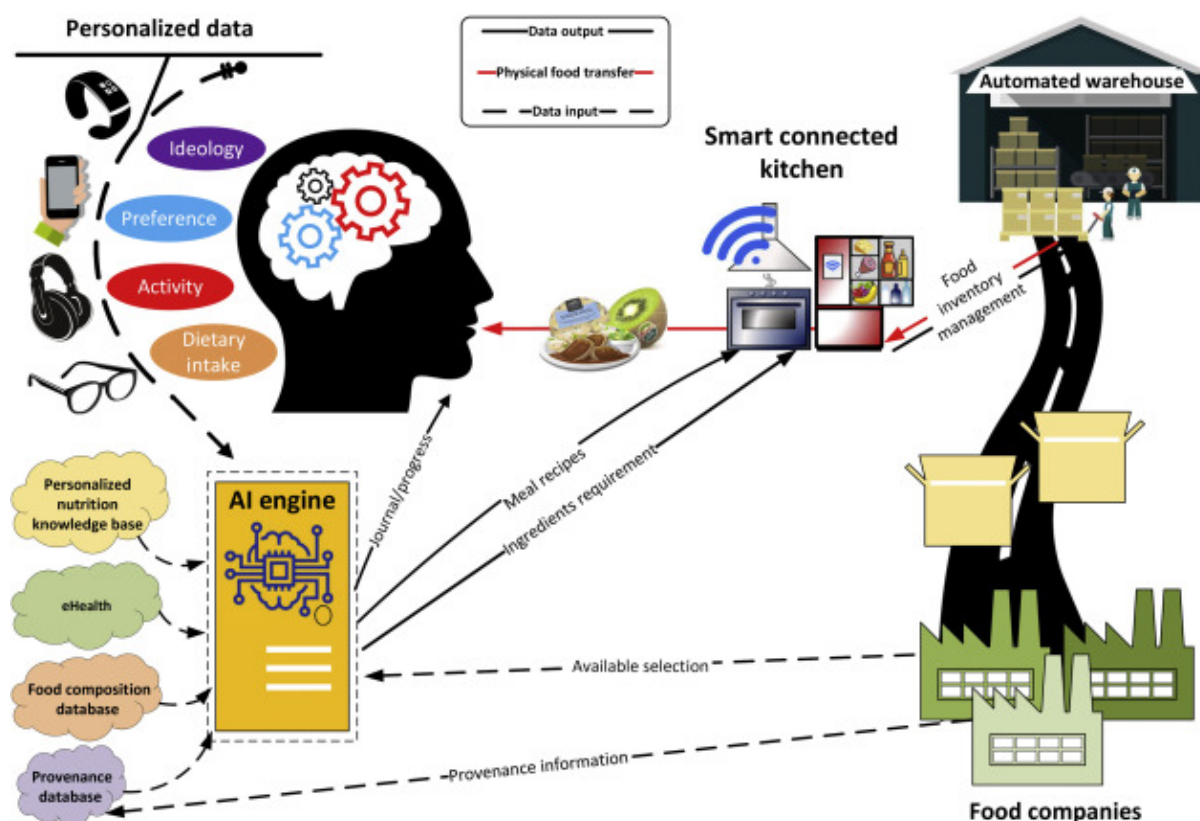 Personalized data
Data output
Physical food transfer
Data input
Automated warehouse
Smart connected
kitchen
Ideology
Preference
Activity
Dietary
intake
Food
inventory
management
Journal/progress
Meal recipes
Ingredients requirement
Personalized
nutrition
knowledge base
AI engine
eHealth
Available selection
Food composition
database
Provenance information
Provenance
database
Food companies